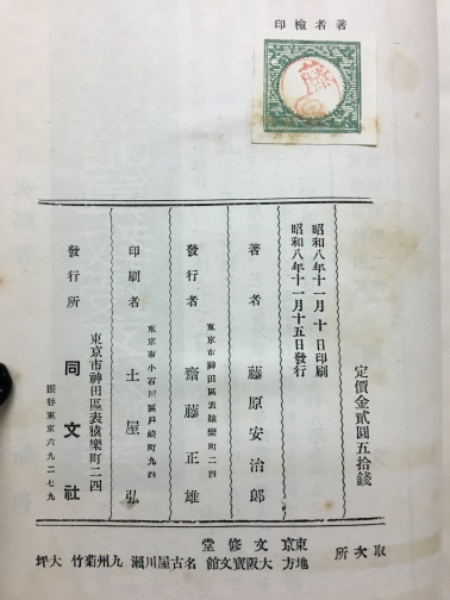 著者檢印
藤
定價金貳圓五拾錢
昭和八年十一月十日印刷
昭和八年十一月十五日發行
著者 藤原安治郎
東京市神田區表猿樂町二四
發行者 齋藤正雄
東京市小石川區戶崎町九四
印刷者 土屋弘
東京市神田區表猿樂町二四
發行所 同文社
振替東京六九二七九
取次所
東京 文修堂
地方 大阪寶文館 名古屋川瀨 九州菊竹 大坪